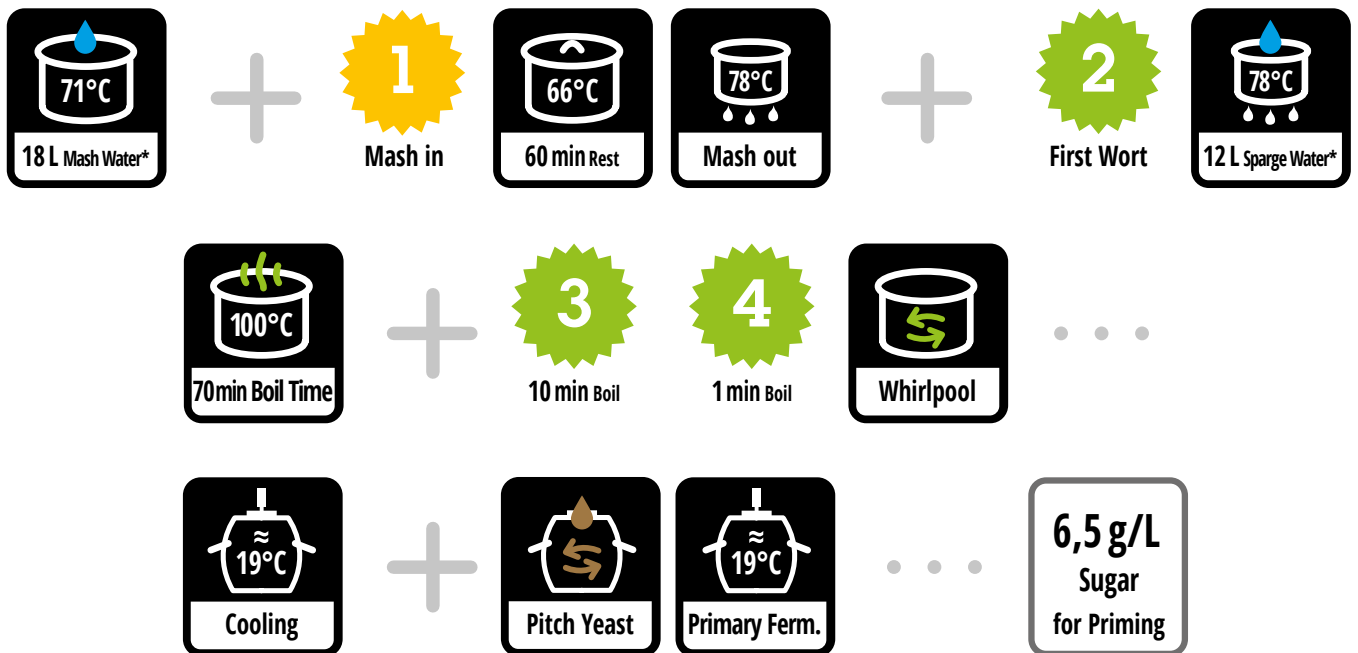 71°C
18 L Mash Water*
1
Mash in
66°C
60 min Rest
78°C
Mash out
2
First Wort
78°C
12 L Sparge Water*
100°C
70min Boil Time
3
10 min Boil
4
1 min Boil
Whirlpool
≈
19°C
Cooling
Pitch Yeast
≈
19°C
Primary Ferm.
6,5 g/L
Sugar
for Priming